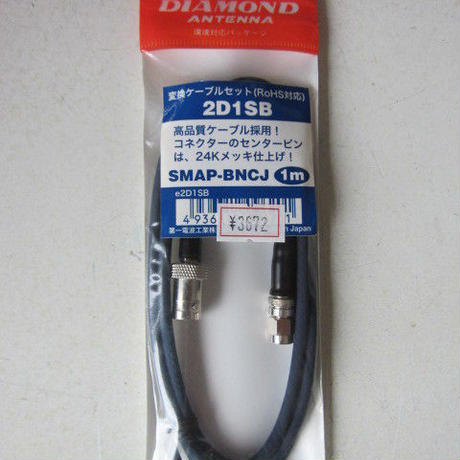 DIAMOND
ANTENNA
環境対応パッケージ
変換ケーブルセット(RoHS対応)
2D1SB
高品質ケーブル採用！
コネクターのセンターピン
は、24Kメッキ仕上げ！
SMAP-BNCJ 1m
e2D1SB
4936
1
¥3672
第一電波工業株
Japan